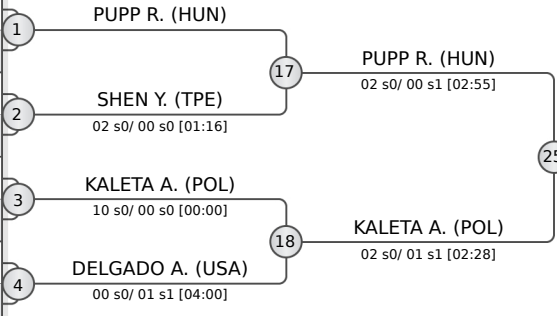 PUPP R. (HUN)
1
17
PUPP R. (HUN)
02 s0/ 00 s1 [02:55]
SHEN Y. (TPE)
2
02 s0/ 00 s0 [01:16]
25
KALETA A. (POL)
3
10 s0/ 00 s0 [00:00]
18
KALETA A. (POL)
02 s0/ 01 s1 [02:28]
DELGADO A. (USA)
4
00 s0/ 01 s1 [04:00]